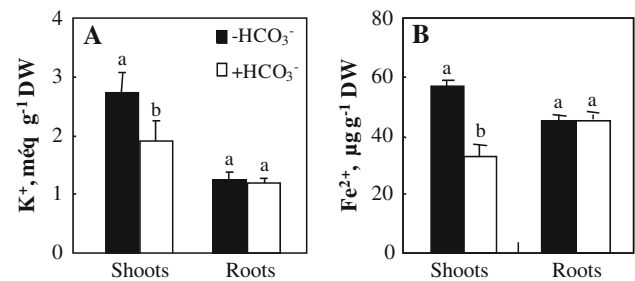 A
-HCO₃⁻
+HCO₃⁻
K⁺, méq g⁻¹ DW
4
3
2
1
0
a
b
a
a
Shoots
Roots
B
Fe²⁺, µg g⁻¹ DW
80
60
40
20
0
a
b
a
a
Shoots
Roots